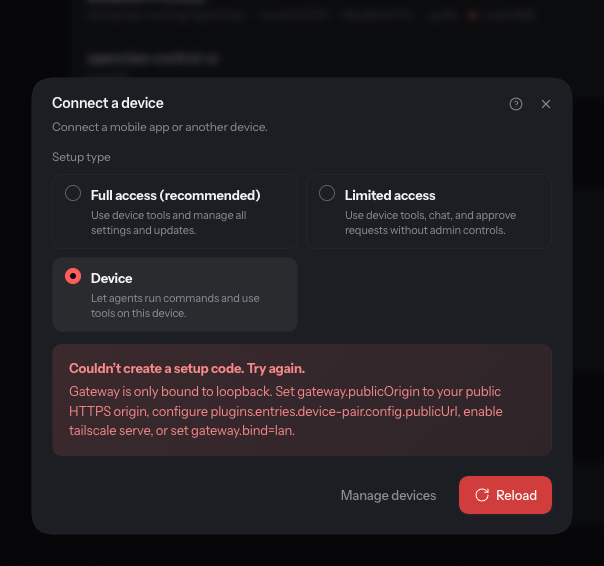 Connect a device
Connect a mobile app or another device.
Setup type
Full access (recommended)
Use device tools and manage all
settings and updates.
Limited access
Use device tools, chat, and approve
requests without admin controls.
Device
Let agents run commands and use
tools on this device.
Couldn't create a setup code. Try again.
Gateway is only bound to loopback. Set gateway.publicOrigin to your public
HTTPS origin, configure plugins.entries.device-pair.config.publicUrl, enable
tailscale serve, or set gateway.bind=lan.
Manage devices
Reload